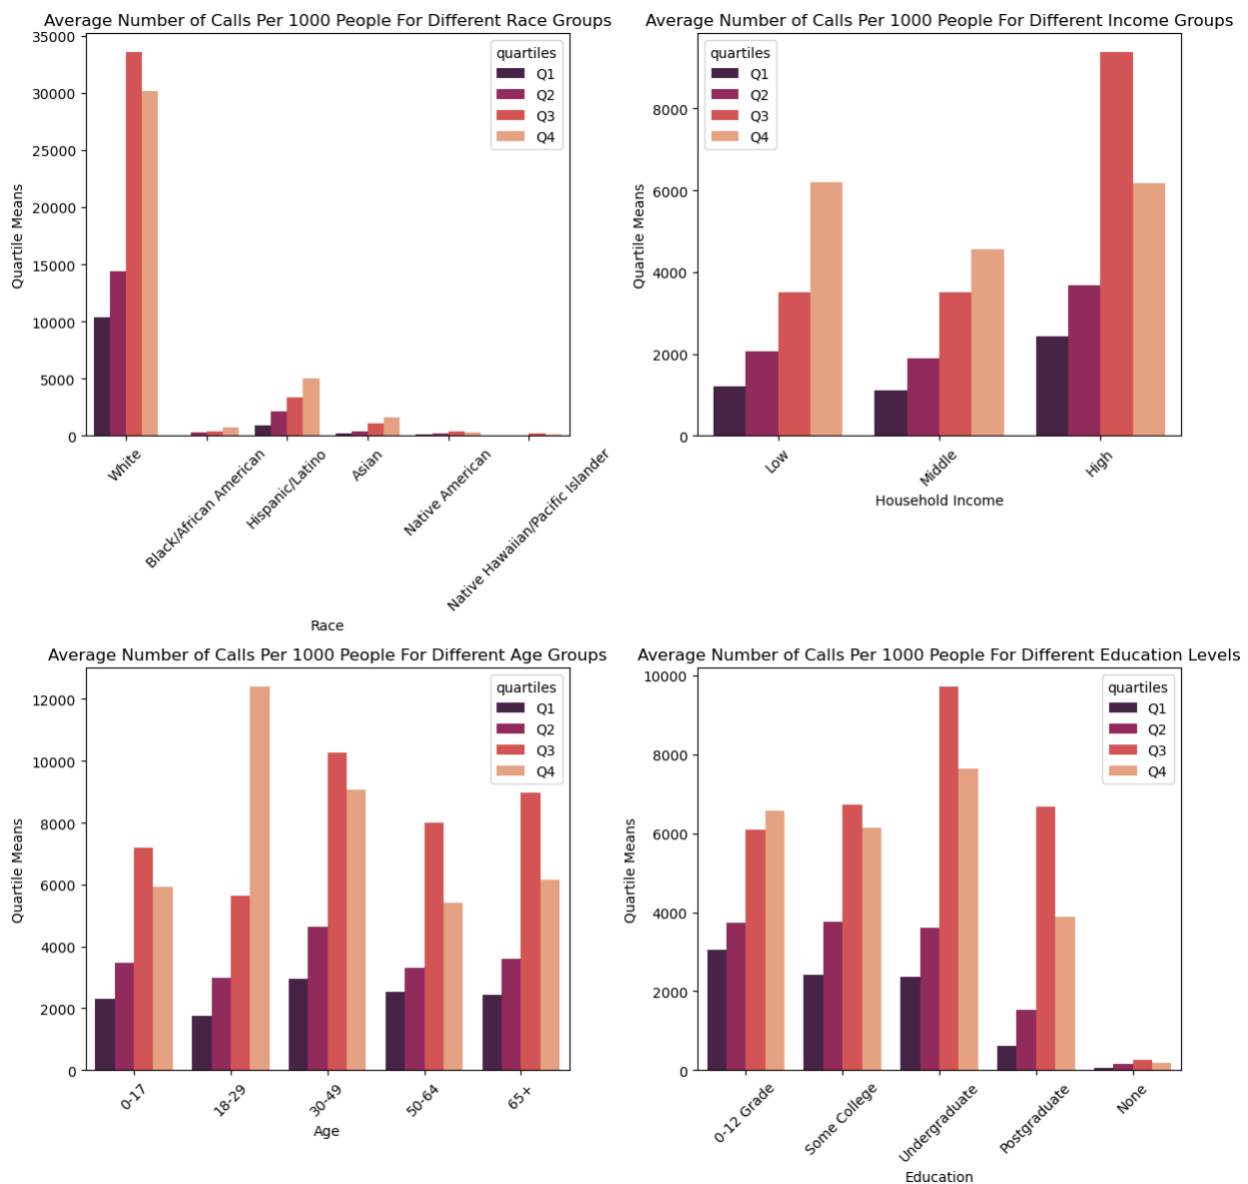 Average Number of Calls Per 1000 People For Different Race Groups
35000
30000
25000
20000
15000
10000
5000
0
Quartile Means
quartiles
Q1
Q2
Q3
Q4
White
Black/African American
Hispanic/Latino
Asian
Native American
Native Hawaiian/Pacific Islander
Race
Average Number of Calls Per 1000 People For Different Income Groups
8000
6000
4000
2000
0
Quartile Means
quartiles
Q1
Q2
Q3
Q4
Low
Middle
High
Household Income
Average Number of Calls Per 1000 People For Different Age Groups
12000
10000
8000
6000
4000
2000
0
Quartile Means
quartiles
Q1
Q2
Q3
Q4
0-17
18-29
30-49
50-64
65+
Age
Average Number of Calls Per 1000 People For Different Education Levels
10000
8000
6000
4000
2000
0
Quartile Means
quartiles
Q1
Q2
Q3
Q4
0-12 Grade
Some College
Undergraduate
Postgraduate
None
Education